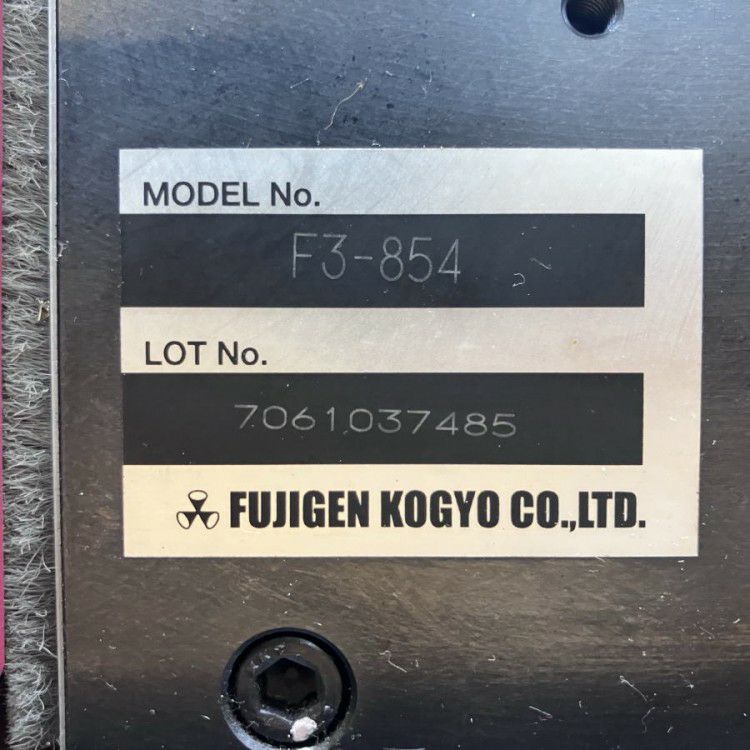 MODEL No.
F3-854
LOT No.
7061037485
FUJIGEN KOGYO CO.,LTD.